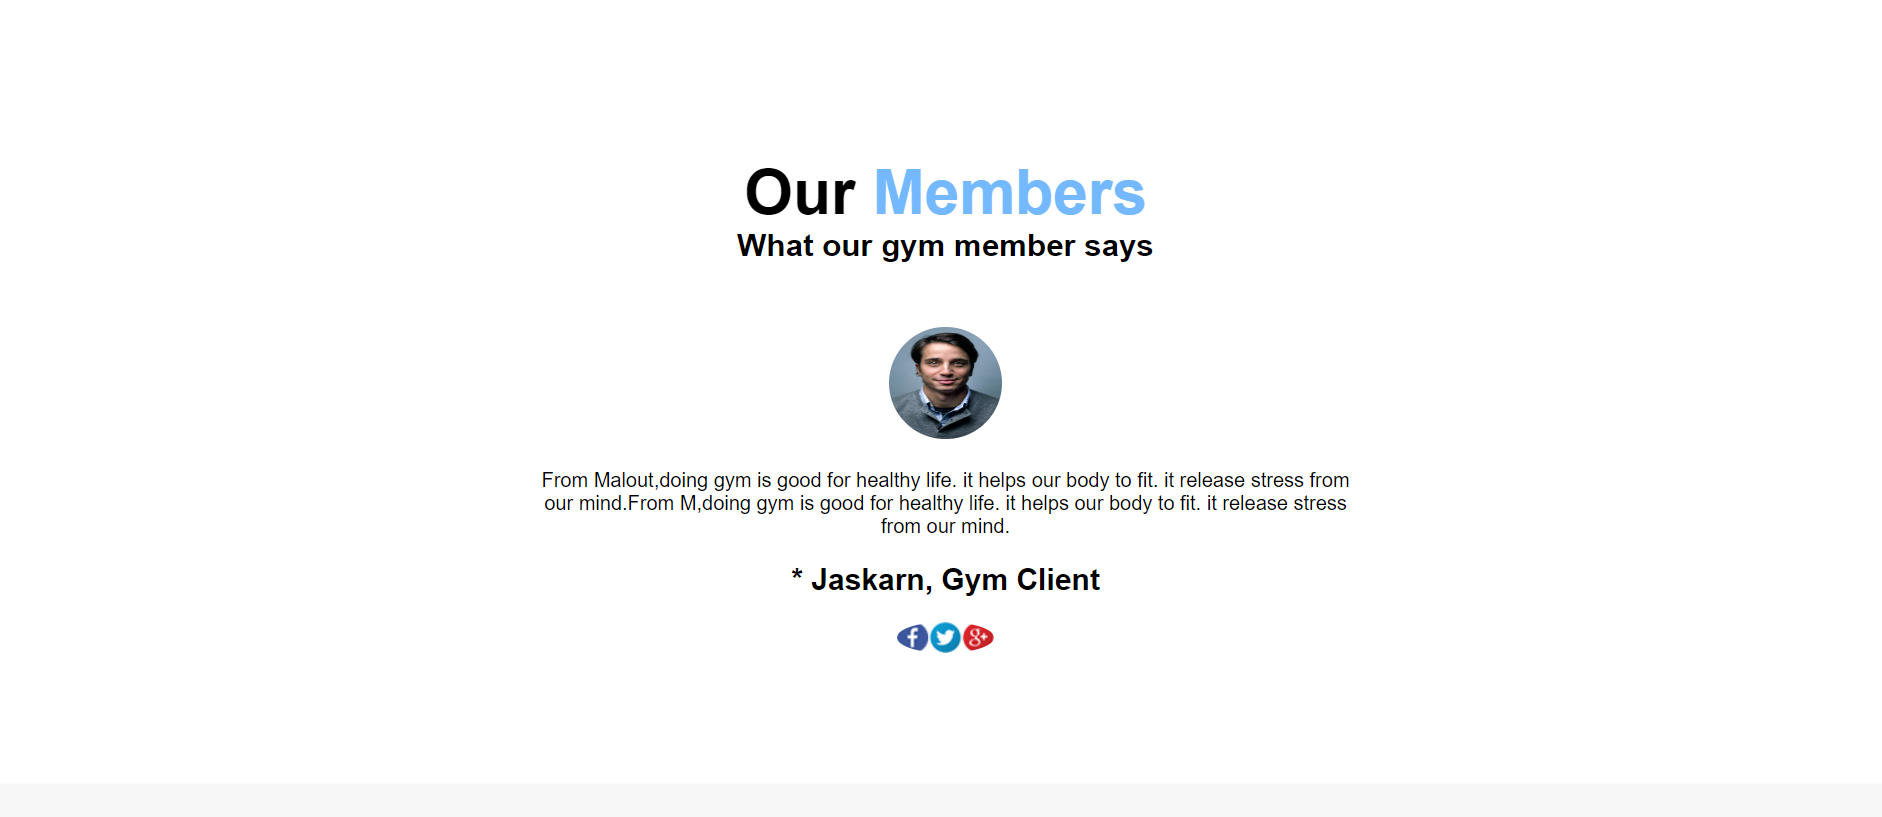 Our Members
What our gym member says
From Malout,doing gym is good for healthy life. it helps our body to fit. it release stress from
our mind.From M,doing gym is good for healthy life. it helps our body to fit. it release stress
from our mind.
* Jaskarn, Gym Client